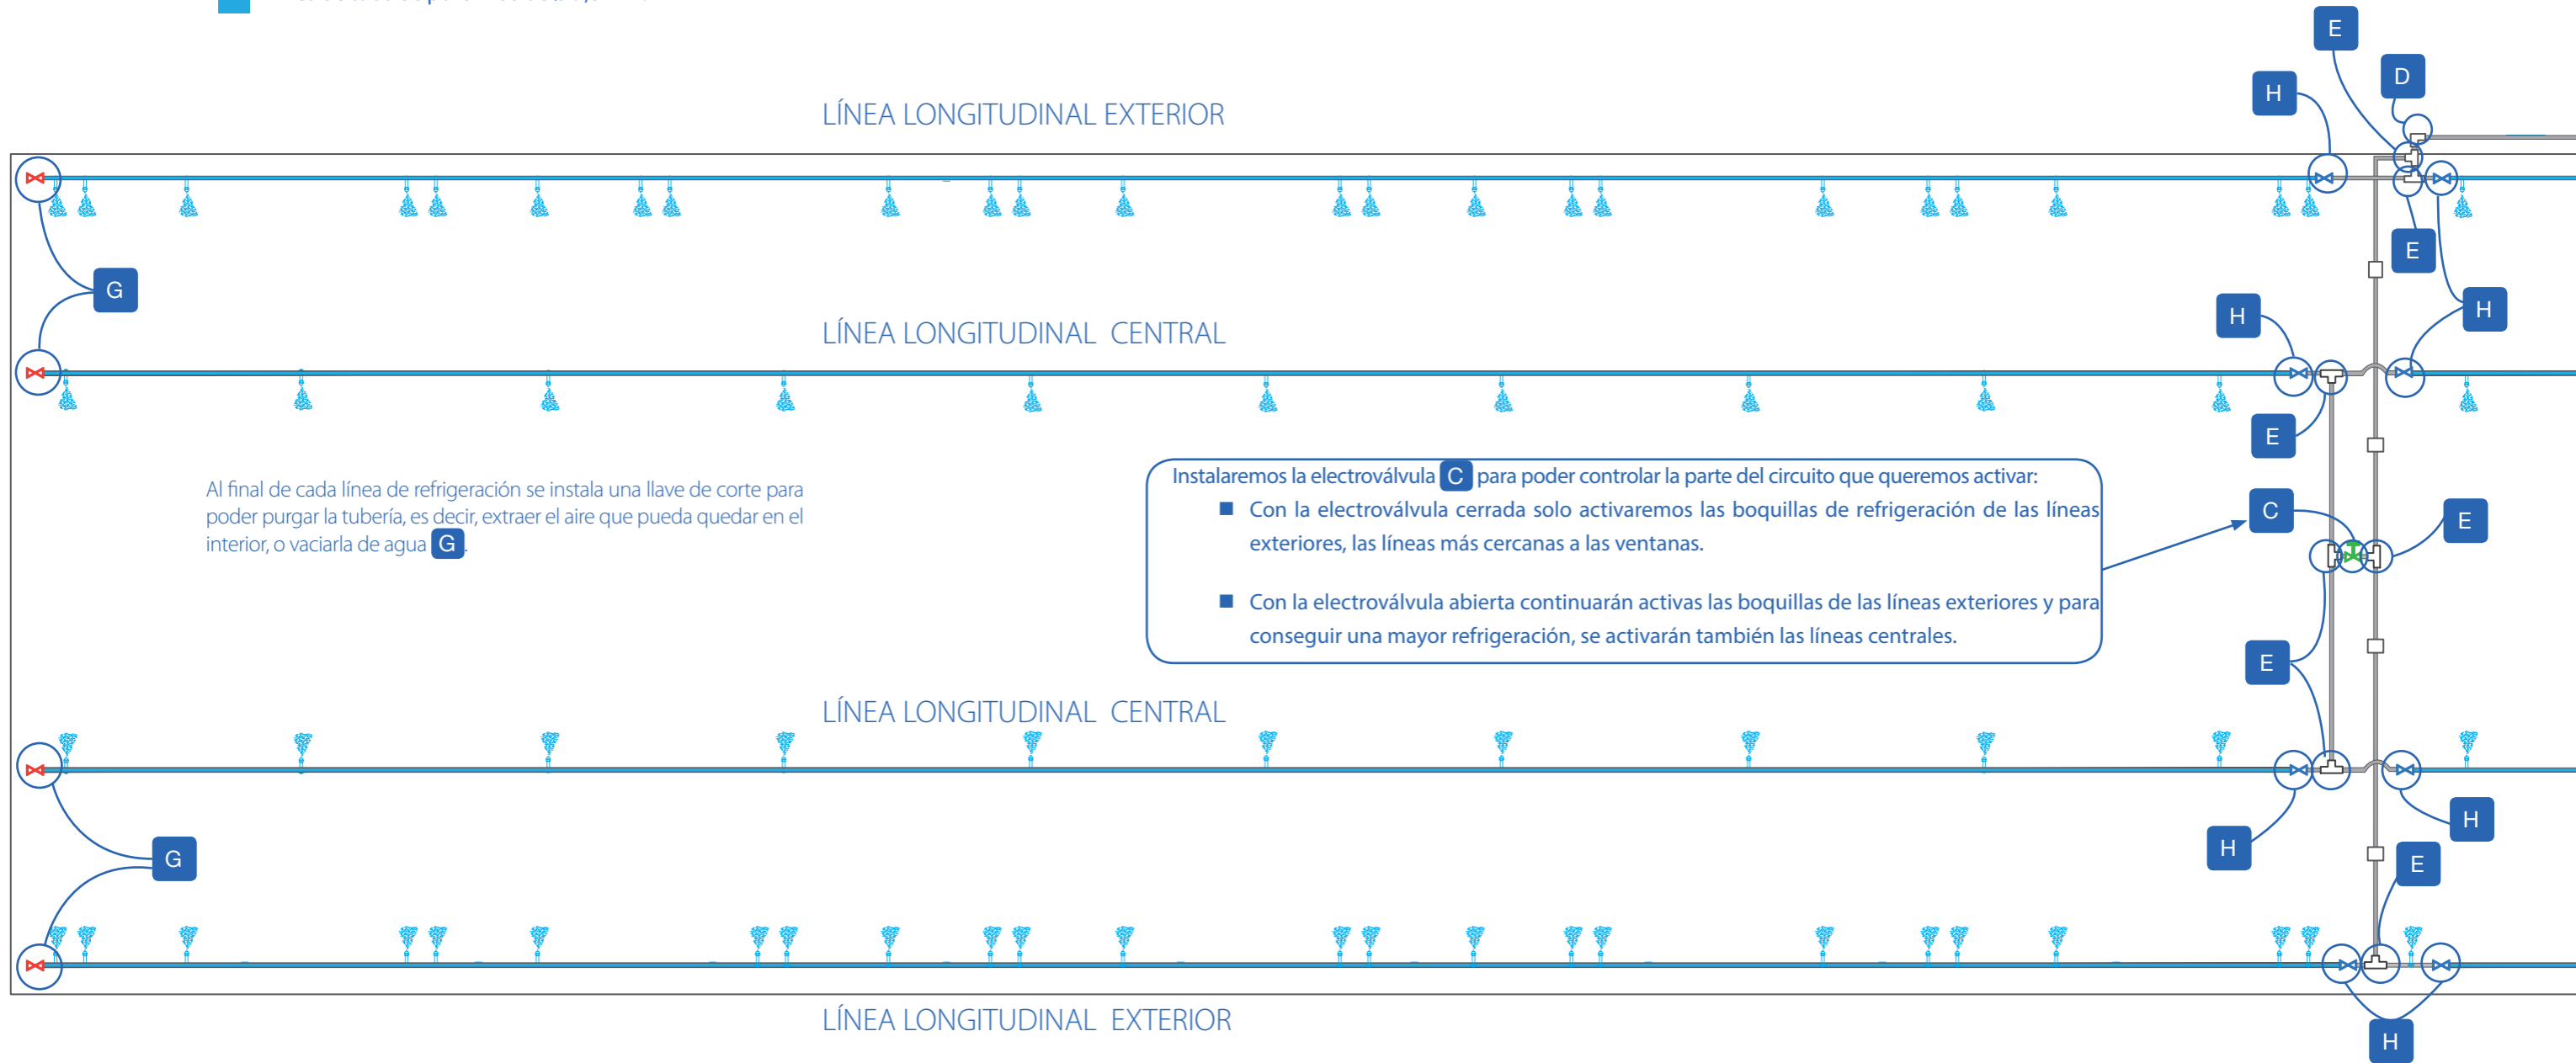 E
D
H
LÍNEA LONGITUDINAL EXTERIOR
E
G
H
H
LÍNEA LONGITUDINAL CENTRAL
E
Instalaremos la electroválvula C para poder controlar la parte del circuito que queremos activar:
■ Con la electroválvula cerrada solo activaremos las boquillas de refrigeración de las líneas
exteriores, las líneas más cercanas a las ventanas.
■ Con la electroválvula abierta continuarán activas las boquillas de las líneas exteriores y para
conseguir una mayor refrigeración, se activarán también las líneas centrales.
Al final de cada línea de refrigeración se instala una llave de corte para
poder purgar la tubería, es decir, extraer el aire que pueda quedar en el
interior, o vaciarla de agua G.
C
E
E
LÍNEA LONGITUDINAL CENTRAL
H
H
G
E
LÍNEA LONGITUDINAL EXTERIOR
H